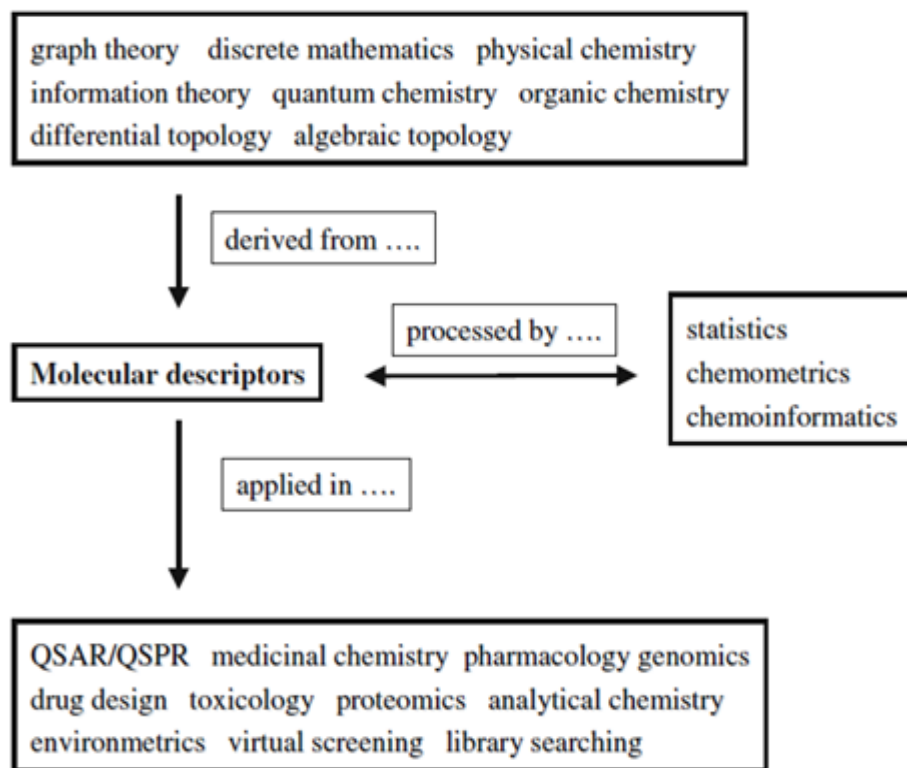 graph theory discrete mathematics physical chemistry
information theory quantum chemistry organic chemistry
differential topology algebraic topology
derived from ….
processed by ….
statistics
chemometrics
chemoinformatics
Molecular descriptors
applied in ….
QSAR/QSPR medicinal chemistry pharmacology genomics
drug design toxicology proteomics analytical chemistry
environmetrics virtual screening library searching